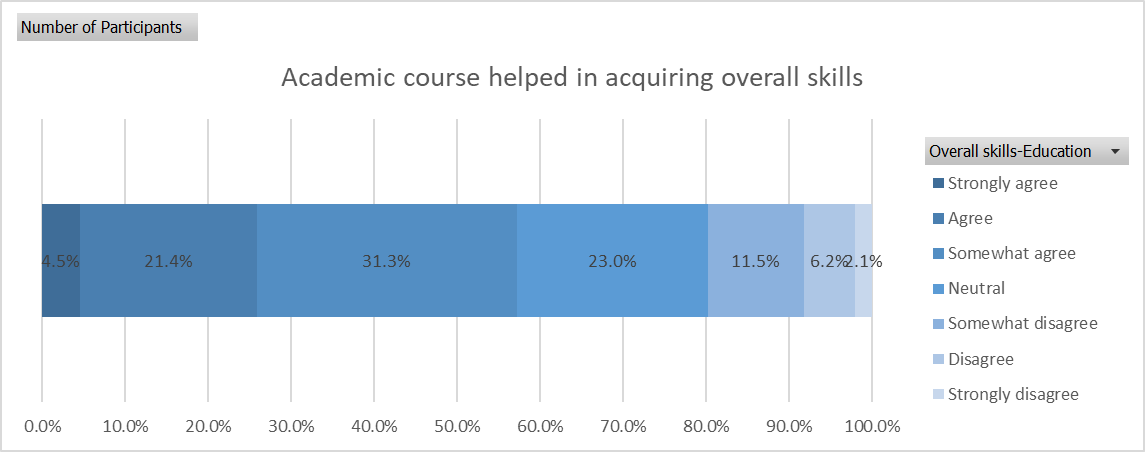 Number of Participants
Academic course helped in acquiring overall skills
Overall skills-Education
Strongly agree
Agree
Somewhat agree
Neutral
Somewhat disagree
Disagree
Strongly disagree
4.5% 21.4% 31.3% 23.0% 11.5% 6.2% 2.1%
0.0% 10.0% 20.0% 30.0% 40.0% 50.0% 60.0% 70.0% 80.0% 90.0% 100.0%